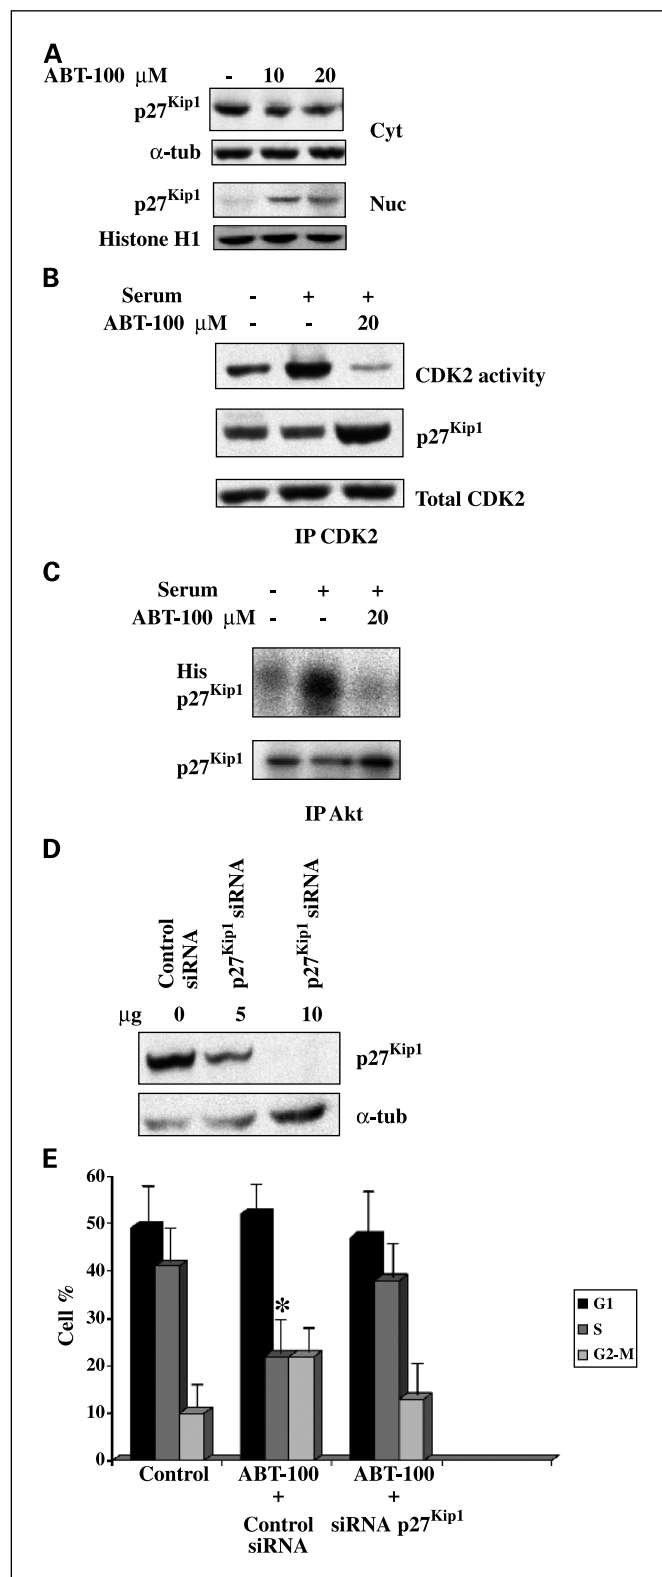 A
ABT-100 μM - 10 20
p27Kip1
Cyt
α-tub
p27Kip1 Nuc
Histone H1
B
Serum - + +
ABT-100 μM - - 20
CDK2 activity
p27Kip1
Total CDK2
IP CDK2
C
Serum - + +
ABT-100 μM - - 20
His
p27Kip1
p27Kip1
IP Akt
D
Control
siRNA
p27Kip1 siRNA
p27Kip1 siRNA
μg 0 5 10
p27Kip1
α-tub
E
60
50
40
30
20
10
0
Cell %
*
G1
S
G2-M
Control ABT-100 ABT-100
+ +
Control siRNA p27Kip1
siRNA